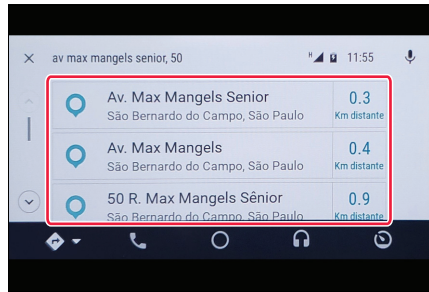 av max mangels senior, 50
H 11:55
Av. Max Mangels Senior
São Bernardo do Campo, São Paulo
0.3
Km distante
Av. Max Mangels
São Bernardo do Campo, São Paulo
0.4
Km distante
50 R. Max Mangels Sênior
São Bernardo do Campo, São Paulo
0.9
Km distante